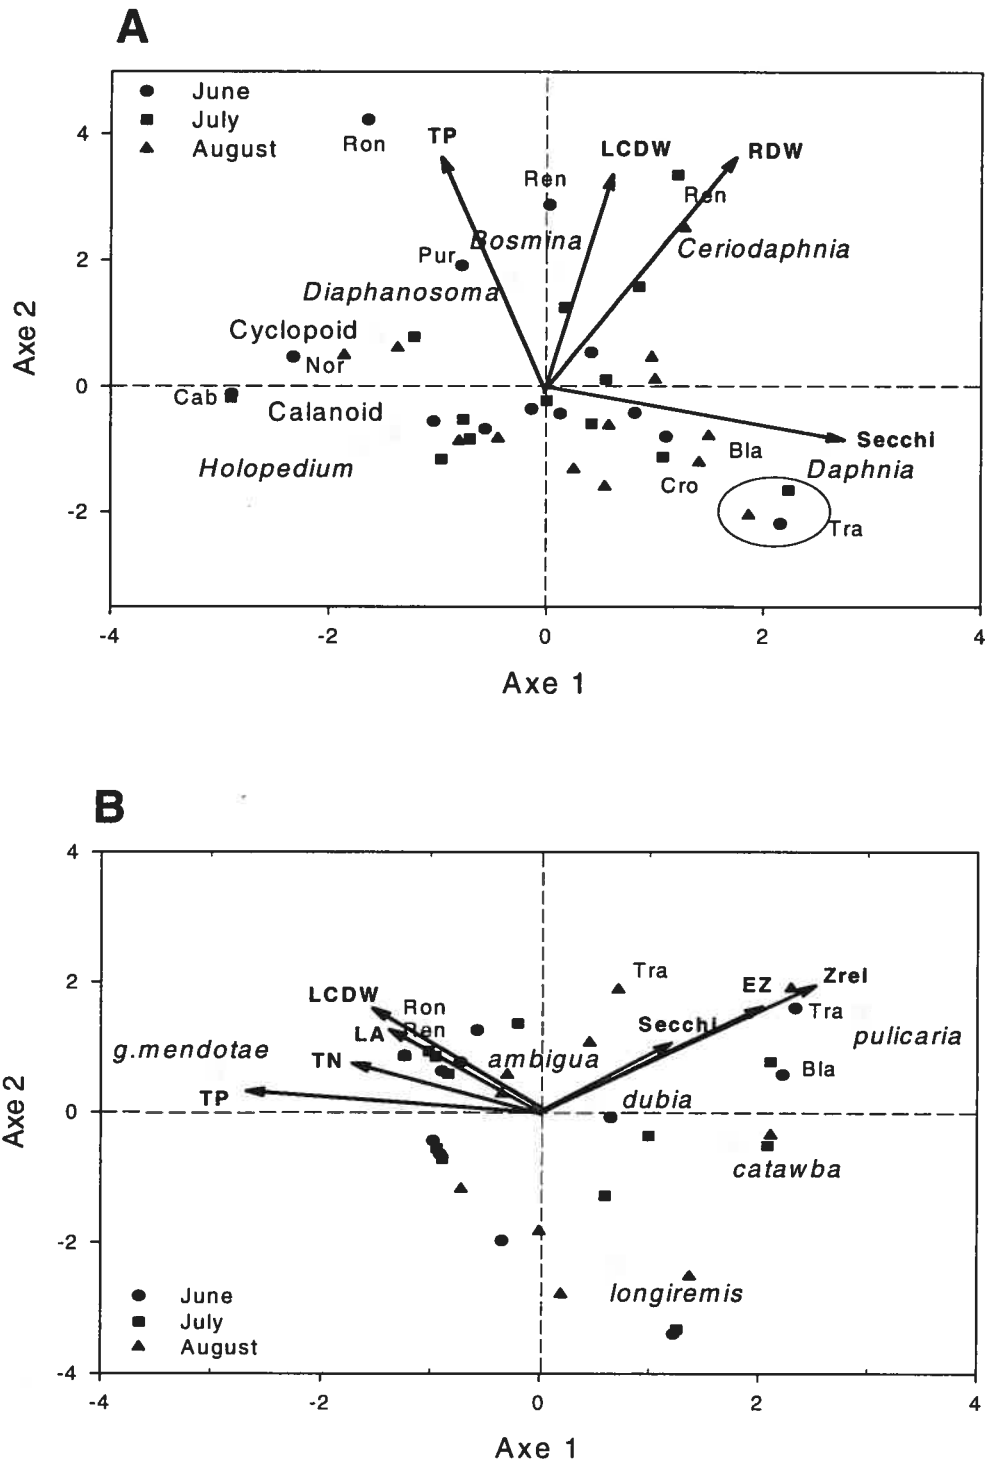 A
June
July
August
Ron
TP
LCDW
RDW
Ren
Ren
Bosmina
Pur
Ceriodaphnia
Diaphanosoma
Cyclopoid
Nor
Cab
Calanoid
Secchi
Bla
Holopedium
Daphnia
Cro
Tra
4
2
0
-2
-4
-2
0
2
4
Axe 2
Axe 1
B
4
2
0
-2
-4
Tra
EZ
Zrel
LCDW
Ron
Tra
LA
Ren
Secchi
pulicaria
g.mendotae
TN
ambigua
Bla
TP
dubia
catawba
longiremis
June
July
August
-4
-2
0
2
4
Axe 2
Axe 1